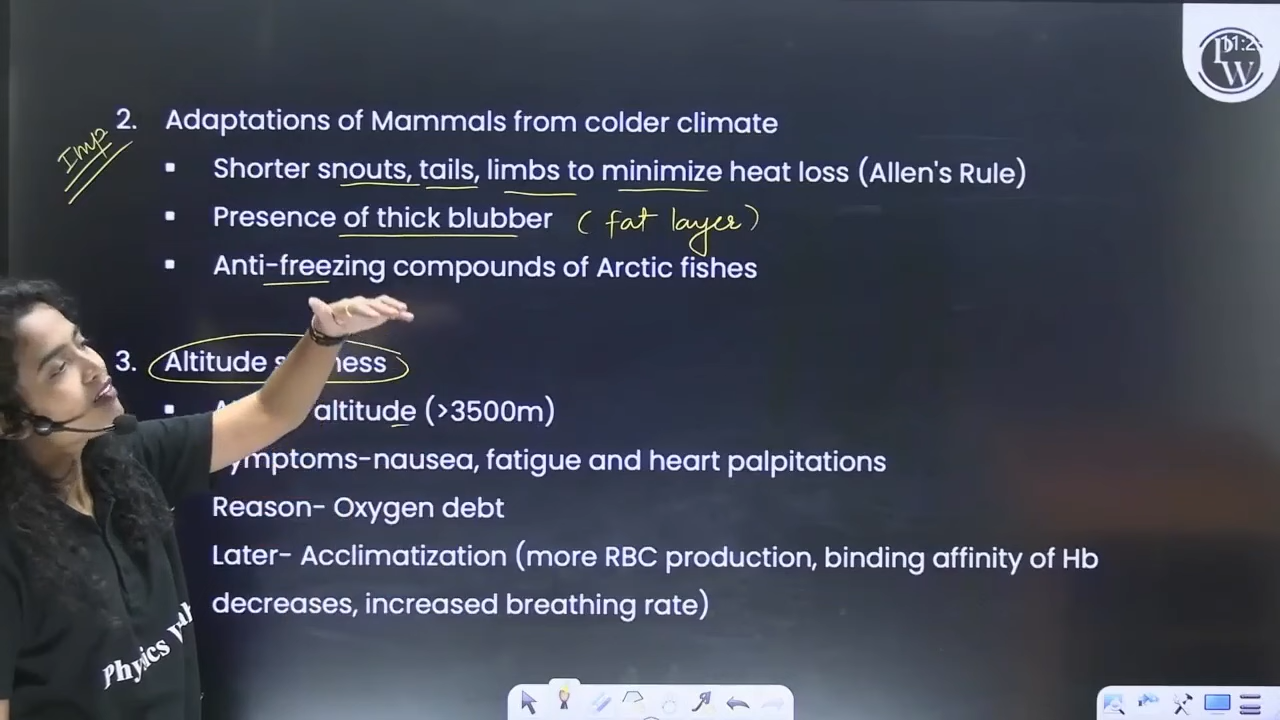 11:2
PW
Imp
2. Adaptations of Mammals from colder climate
▪ Shorter snouts, tails, limbs to minimize heat loss (Allen's Rule)
▪ Presence of thick blubber (fat layer)
▪ Anti-freezing compounds of Arctic fishes
3. Altitude
▪ altitude (>3500m)
ymptoms-nausea, fatigue and heart palpitations
Reason- Oxygen debt
Later- Acclimatization (more RBC production, binding affinity of Hb
decreases, increased breathing rate)
Physics